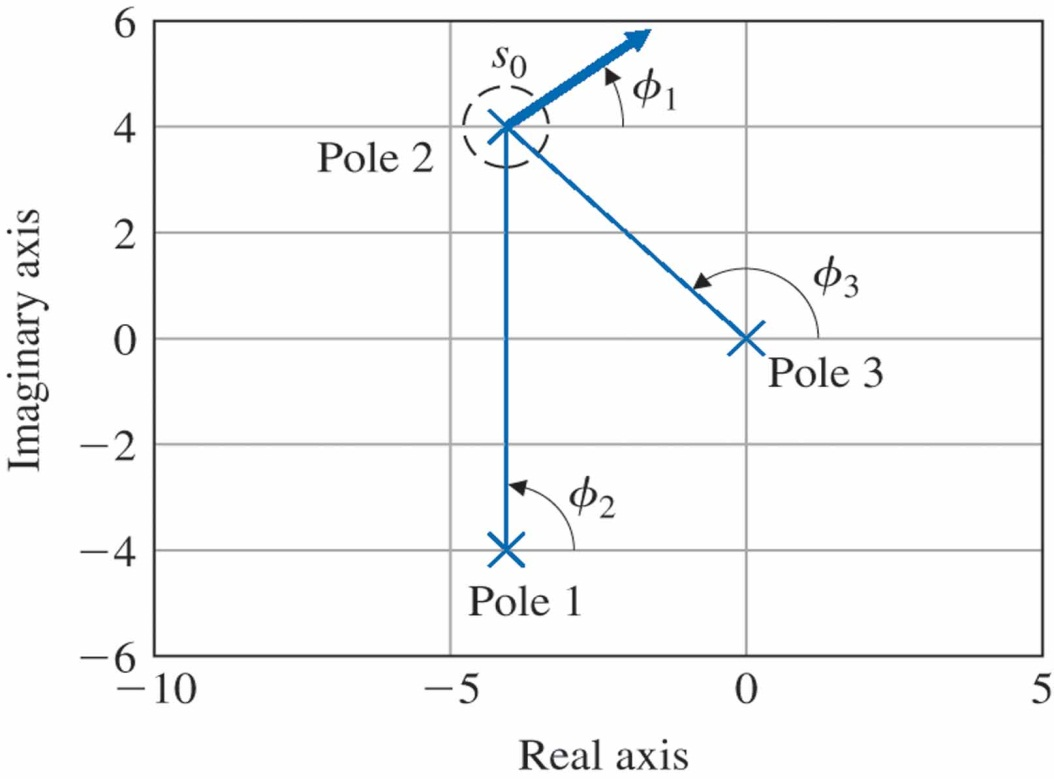 6
s₀
ϕ₁
4
Pole 2
2
ϕ₃
0
Pole 3
−2
ϕ₂
−4
Pole 1
−6
−10
−5
0
5
Real axis
Imaginary axis